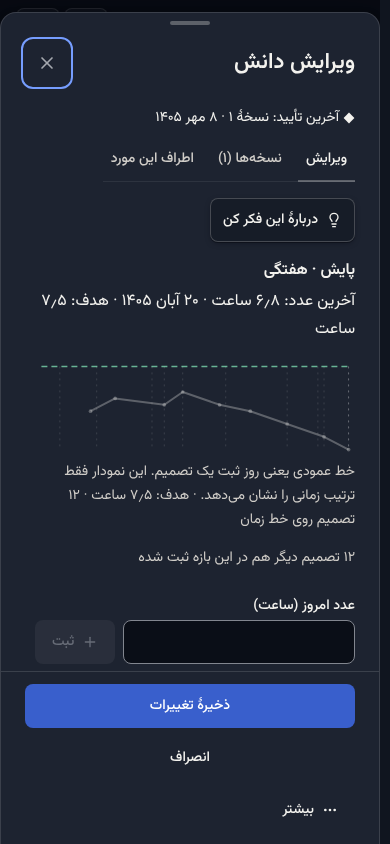 ویرایش دانش
◆ آخرین تأیید: نسخهٔ ۱ · ۸ مهر ۱۴۰۵
ویرایش
نسخه‌ها (۱)
اطراف این مورد
دربارهٔ این فکر کن
پایش · هفتگی
آخرین عدد: ۶٫۸ ساعت · ۲۰ آبان ۱۴۰۵ · هدف: ۷٫۵
ساعت
خط عمودی یعنی روز ثبت یک تصمیم. این نمودار فقط
ترتیب زمانی را نشان می‌دهد. · هدف: ۷٫۵ ساعت · ۱۲
تصمیم روی خط زمان
۱۲ تصمیم دیگر هم در این بازه ثبت شده
عدد امروز (ساعت)
+ ثبت
ذخیرهٔ تغییرات
انصراف
··· بیشتر